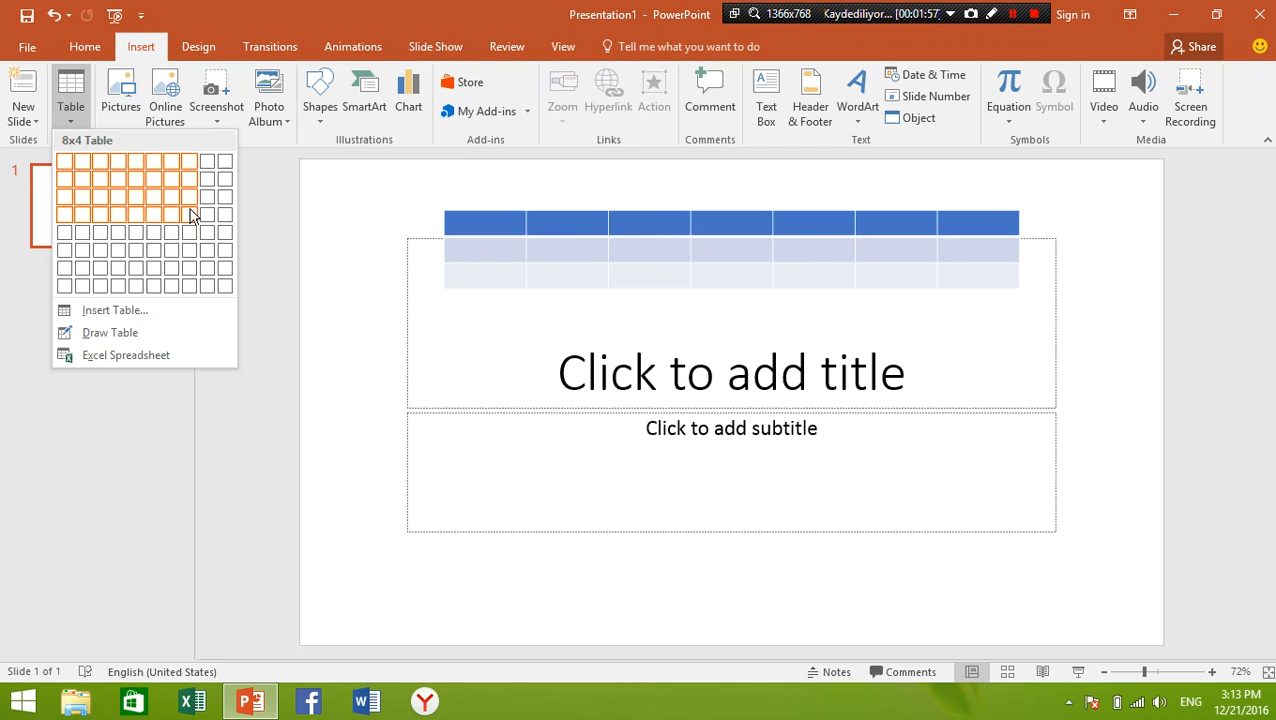 Presentation1 - PowerPoint
1366x768
Kaydediliyor... [00:01:57]
Sign in
File
Home
Insert
Design
Transitions
Animations
Slide Show
Review
View
Tell me what you want to do
Share
New Slide
Table
Pictures
Online Pictures
Screenshot
Photo Album
Shapes
SmartArt
Chart
Store
My Add-ins
Zoom
Hyperlink
Action
Comment
Text Box
Header & Footer
WordArt
Date & Time
Slide Number
Object
Equation
Symbol
Video
Audio
Screen Recording
Slides
Illustrations
Add-ins
Links
Comments
Text
Symbols
Media
8x4 Table
Insert Table...
Draw Table
Excel Spreadsheet
1
Click to add title
Click to add subtitle
Slide 1 of 1
English (United States)
Notes
Comments
72%
ENG
3:13 PM
12/21/2016